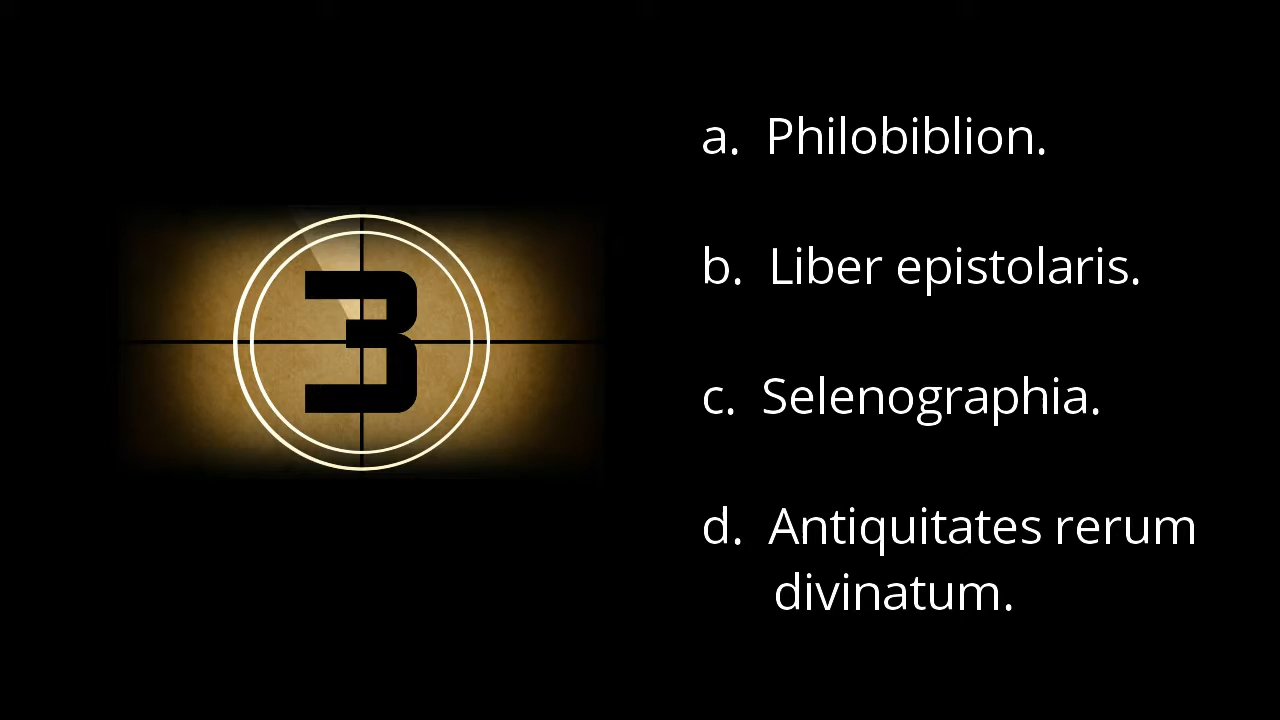 3
a. Philobiblion.
b. Liber epistolaris.
c. Selenographia.
d. Antiquitates rerum
divinatum.